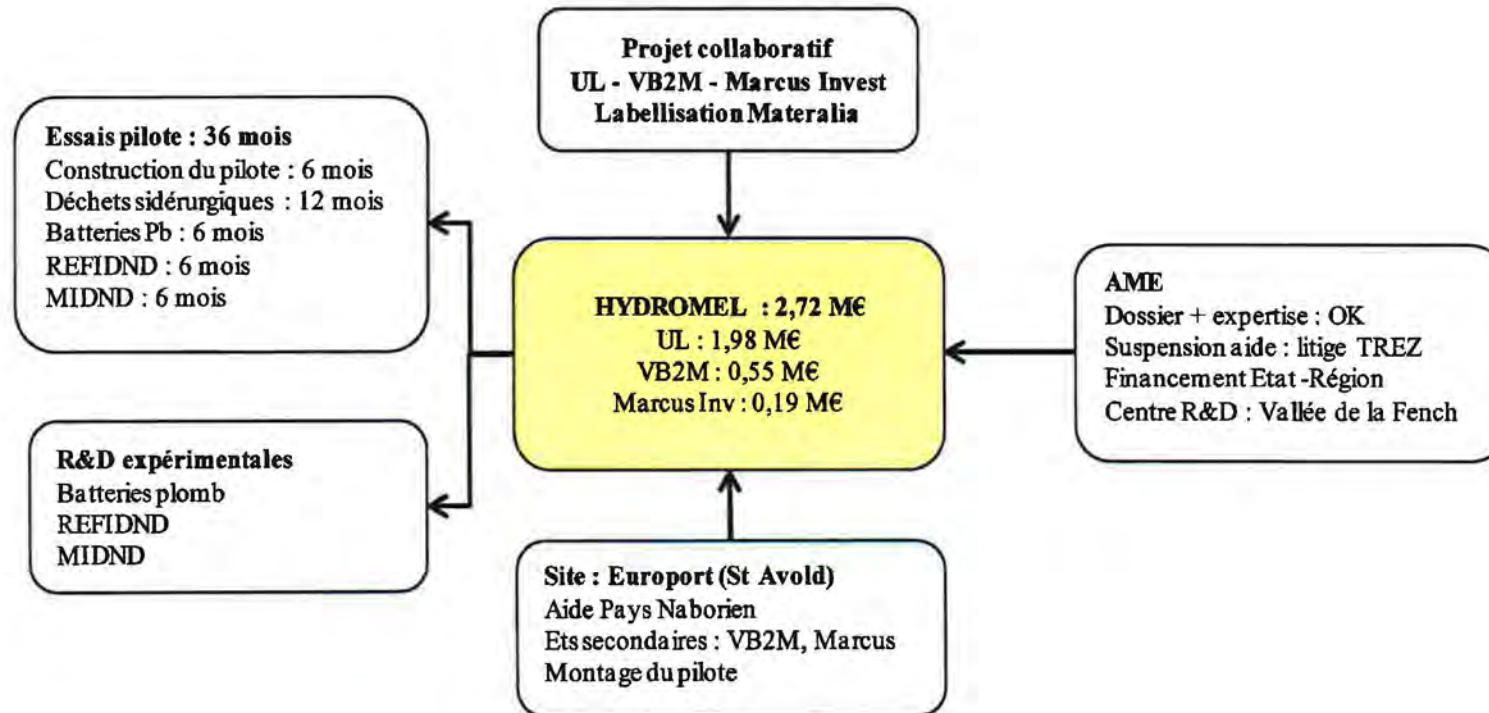 Projet collaboratif
UL - VB2M - Marcus Invest
Labellisation Materalia
Essais pilote : 36 mois
Construction du pilote : 6 mois
Déchets sidérurgiques : 12 mois
Batteries Pb : 6 mois
REFIDND : 6 mois
MIDND : 6 mois
HYDROMEL : 2,72 M€
UL : 1,98 M€
VB2M : 0,55 M€
Marcus Inv : 0,19 M€
AME
Dossier + expertise : OK
Suspension aide : litige TREZ
Financement Etat -Région
Centre R&D : Vallée de la Fench
R&D expérimentales
Batteries plomb
REFIDND
MIDND
Site : Europort (St Avold)
Aide Pays Naborien
Ets secondaires : VB2M, Marcus
Montage du pilote